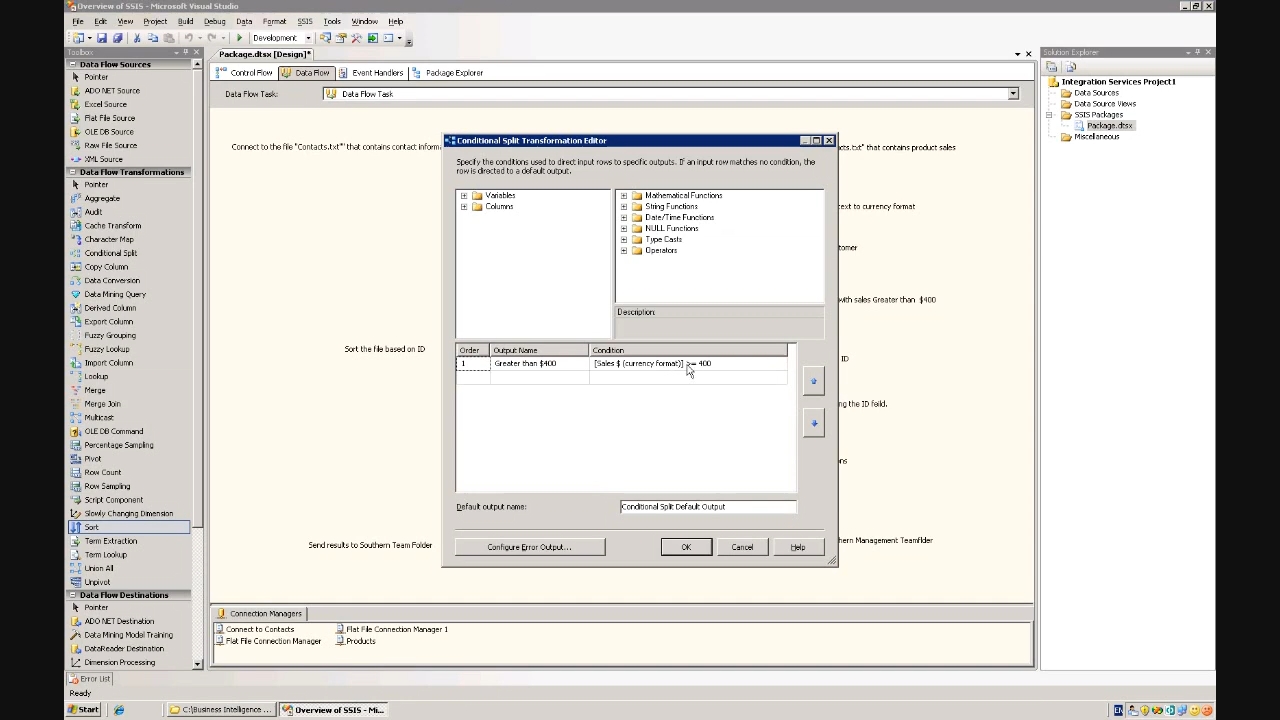 Overview of SSIS - Microsoft Visual Studio
File Edit View Project Build Debug Data Format SSIS Tools Window Help
Development
Toolbox
Data Flow Sources
Pointer
ADO NET Source
Excel Source
Flat File Source
OLE DB Source
Raw File Source
XML Source
Data Flow Transformations
Pointer
Aggregate
Audit
Cache Transform
Character Map
Conditional Split
Copy Column
Data Conversion
Data Mining Query
Derived Column
Export Column
Fuzzy Grouping
Fuzzy Lookup
Import Column
Lookup
Merge
Merge Join
Multicast
OLE DB Command
Percentage Sampling
Pivot
Row Count
Row Sampling
Script Component
Slowly Changing Dimension
Sort
Term Extraction
Term Lookup
Union All
Unpivot
Data Flow Destinations
Pointer
ADO NET Destination
Data Mining Model Training
DataReader Destination
Dimension Processing
Package.dtsx [Design]*
Control Flow Data Flow Event Handlers Package Explorer
Data Flow Task: Data Flow Task
Connect to the file "Contacts.txt"' that contains contact inform
cts.txt" that contains product sales
text to currency format
tomer
with sales Greater than $400
Sort the file based on ID
ID
ng the ID feild.
ons
Send results to Southern Team Folder
hern Management Teamflder
Conditional Split Transformation Editor
Specify the conditions used to direct input rows to specific outputs. If an input row matches no condition, the
row is directed to a default output.
Variables
Columns
Mathematical Functions
String Functions
Date/Time Functions
NULL Functions
Type Casts
Operators
Description:
Order Output Name Condition
1 Greater than $400 [Sales $ (currency format)] >= 400
Default output name: Conditional Split Default Output
Configure Error Output... OK Cancel Help
Connection Managers
Connect to Contacts Flat File Connection Manager 1
Flat File Connection Manager Products
Solution Explorer
Integration Services Project1
Data Sources
Data Source Views
SSIS Packages
Package.dtsx
Miscellaneous
Error List
Ready
Start C:\Business Intelligence ... Overview of SSIS - Mi... EN